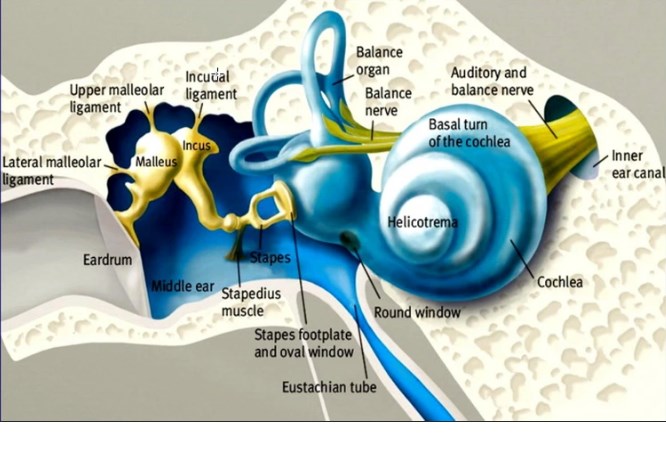 Balance
organ
Incudal
ligament
Upper malleolar
ligament
Auditory and
balance nerve
Balance
nerve
Basal turn
of the cochlea
Incus
Lateral malleolar
ligament
Malleus
Inner
ear canal
Helicotrema
Eardrum
Stapes
Middle ear
Cochlea
Stapedius
muscle
Round window
Stapes footplate
and oval window
Eustachian tube